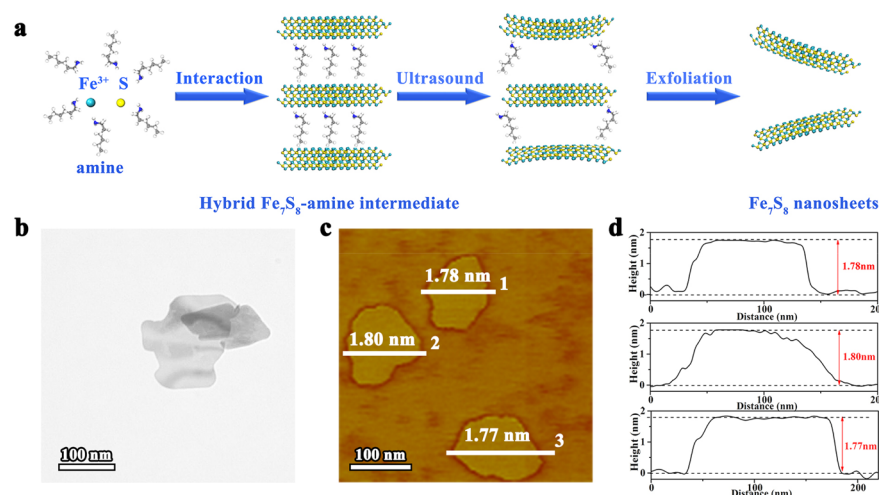 a
Fe³⁺ S
amine
Interaction
Ultrasound
Exfoliation
Hybrid Fe₇S₈-amine intermediate
Fe₇S₈ nanosheets
b
100 nm
c
1.78 nm 1
1.80 nm 2
1.77 nm 3
100 nm
d
Height (nm)
2
1
0
1.78nm
0 100 200
Distance (nm)
Height (nm)
2
1
0
1.80nm
0 100 200
Distance (nm)
Height (nm)
2
1
0
1.77nm
0 100 200
Distance (nm)